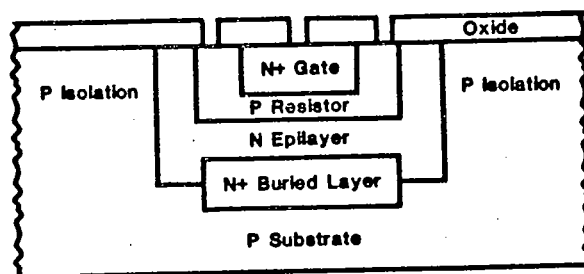 Oxide
N+ Gate
P Isolation
P Isolation
P Resistor
N Epilayer
N+ Buried Layer
P Substrate